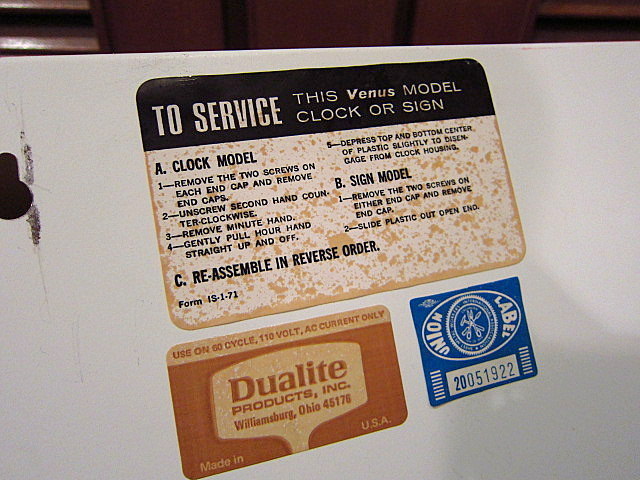 TO SERVICE THIS Venus MODEL
CLOCK OR SIGN
A. CLOCK MODEL
1—REMOVE THE TWO SCREWS ON
EACH END CAP AND REMOVE
END CAPS.
2—UNSCREW SECOND HAND COUN-
TER-CLOCKWISE.
3—REMOVE MINUTE HAND.
4—GENTLY PULL HOUR HAND
STRAIGHT UP AND OFF.
5—DEPRESS TOP AND BOTTOM CENTER
OF PLASTIC SLIGHTLY TO DISEN-
GAGE FROM CLOCK HOUSING.
B. SIGN MODEL
1—REMOVE THE TWO SCREWS ON
EITHER END CAP AND REMOVE
END CAP.
2—SLIDE PLASTIC OUT OPEN END.
C. RE-ASSEMBLE IN REVERSE ORDER.
Form IS-1-71
USE ON 60 CYCLE, 110 VOLT, AC CURRENT ONLY
Dualite
PRODUCTS, INC.
Williamsburg, Ohio 45176
Made in U.S.A.
UNION LABEL
20051922